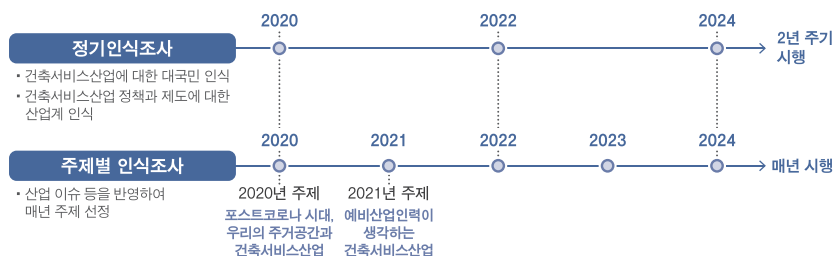 2020
2022
2024
정기인식조사
2년 주기
시행
▪ 건축서비스산업에 대한 대국민 인식
▪ 건축서비스산업 정책과 제도에 대한
산업계 인식
2020
2021
2022
2023
2024
주제별 인식조사
매년 시행
▪ 산업 이슈 등을 반영하여
매년 주제 선정
2020년 주제
포스트코로나 시대,
우리의 주거공간과
건축서비스산업
2021년 주제
예비산업인력이
생각하는
건축서비스산업